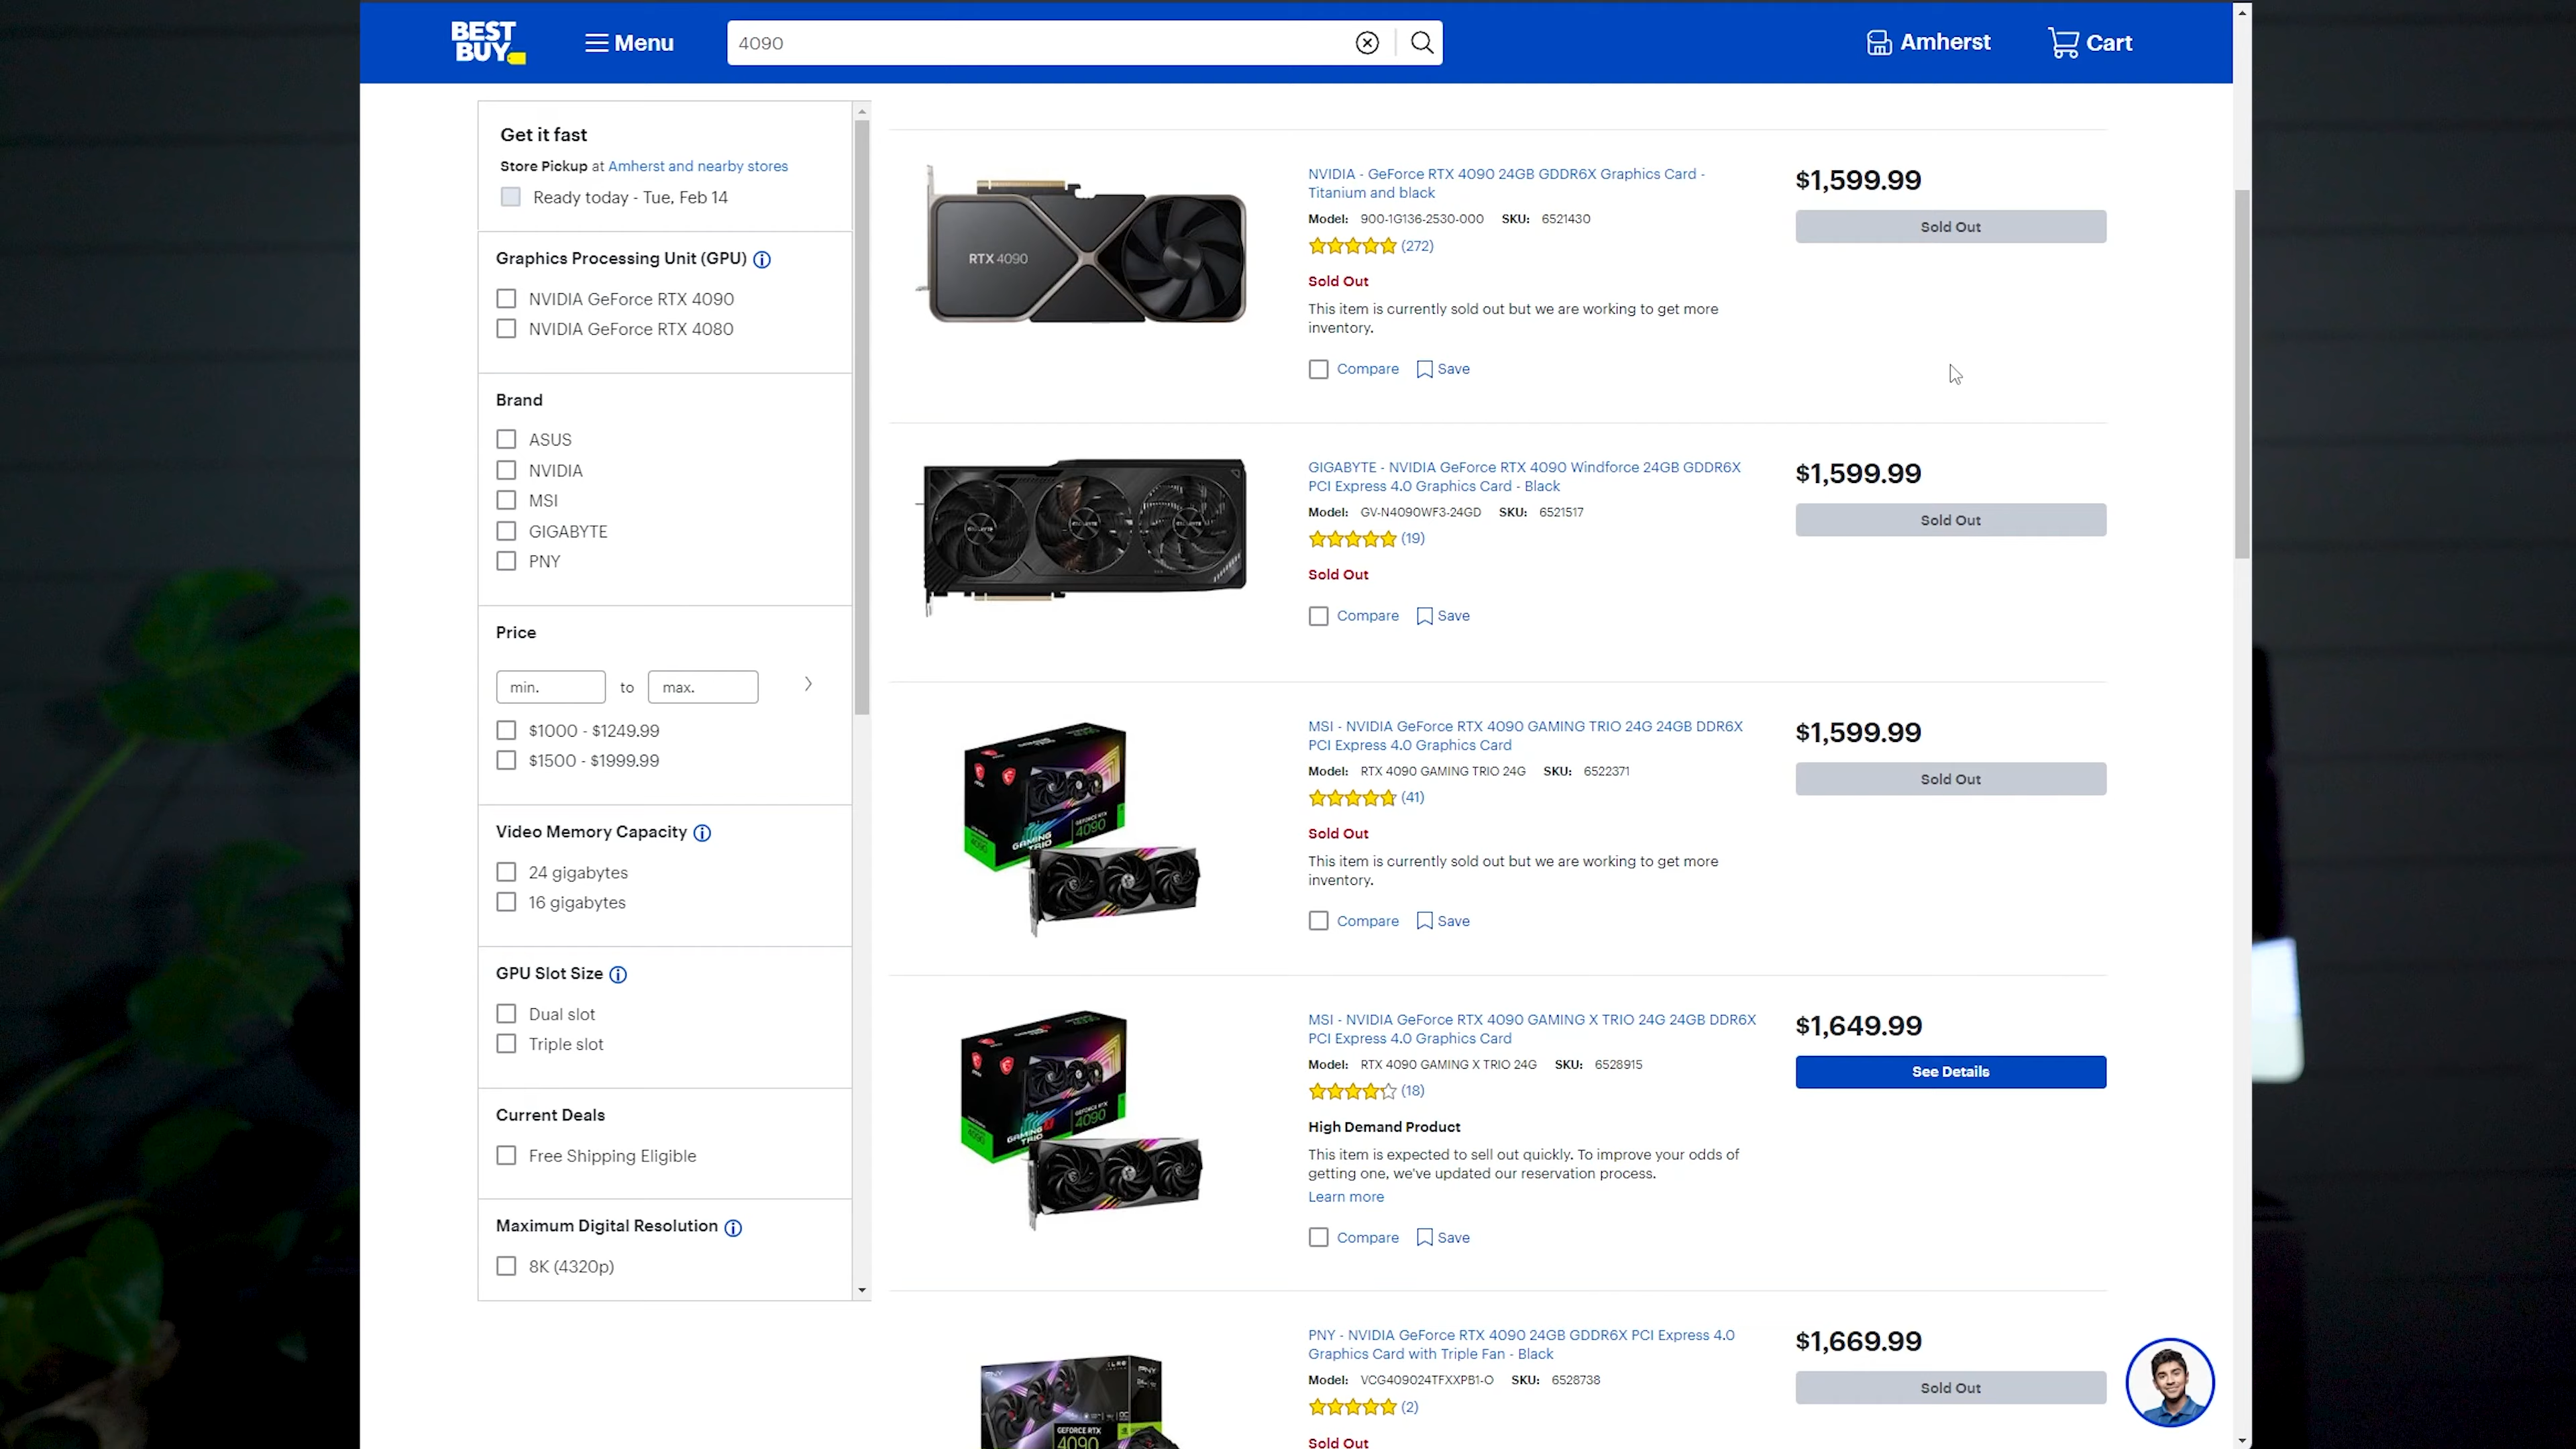 BEST
BUY
Menu
4090
Amherst
Cart
Get it fast
Store Pickup at Amherst and nearby stores
Ready today - Tue, Feb 14
Graphics Processing Unit (GPU)
NVIDIA GeForce RTX 4090
NVIDIA GeForce RTX 4080
Brand
ASUS
NVIDIA
MSI
GIGABYTE
PNY
Price
min. to max.
$1000 - $1249.99
$1500 - $1999.99
Video Memory Capacity
24 gigabytes
16 gigabytes
GPU Slot Size
Dual slot
Triple slot
Current Deals
Free Shipping Eligible
Maximum Digital Resolution
8K (4320p)
RTX 4090
NVIDIA - GeForce RTX 4090 24GB GDDR6X Graphics Card -
Titanium and black
Model: 900-1G136-2530-000 SKU: 6521430
(272)
Sold Out
This item is currently sold out but we are working to get more
inventory.
Compare Save
$1,599.99
Sold Out
GIGABYTE - NVIDIA GeForce RTX 4090 Windforce 24GB GDDR6X
PCI Express 4.0 Graphics Card - Black
Model: GV-N4090WF3-24GD SKU: 6521517
(19)
Sold Out
Compare Save
$1,599.99
Sold Out
GEFORCE RTX
4090
GAMING
TRIO
MSI - NVIDIA GeForce RTX 4090 GAMING TRIO 24G 24GB DDR6X
PCI Express 4.0 Graphics Card
Model: RTX 4090 GAMING TRIO 24G SKU: 6522371
(41)
Sold Out
This item is currently sold out but we are working to get more
inventory.
Compare Save
$1,599.99
Sold Out
GEFORCE RTX
4090
GAMING
TRIO
MSI - NVIDIA GeForce RTX 4090 GAMING X TRIO 24G 24GB DDR6X
PCI Express 4.0 Graphics Card
Model: RTX 4090 GAMING X TRIO 24G SKU: 6528915
(18)
High Demand Product
This item is expected to sell out quickly. To improve your odds of
getting one, we've updated our reservation process.
Learn more
Compare Save
$1,649.99
See Details
PNY
GEFORCE RTX
4090
PNY - NVIDIA GeForce RTX 4090 24GB GDDR6X PCI Express 4.0
Graphics Card with Triple Fan - Black
Model: VCG409024TFXXPB1-O SKU: 6528738
(2)
Sold Out
$1,669.99
Sold Out